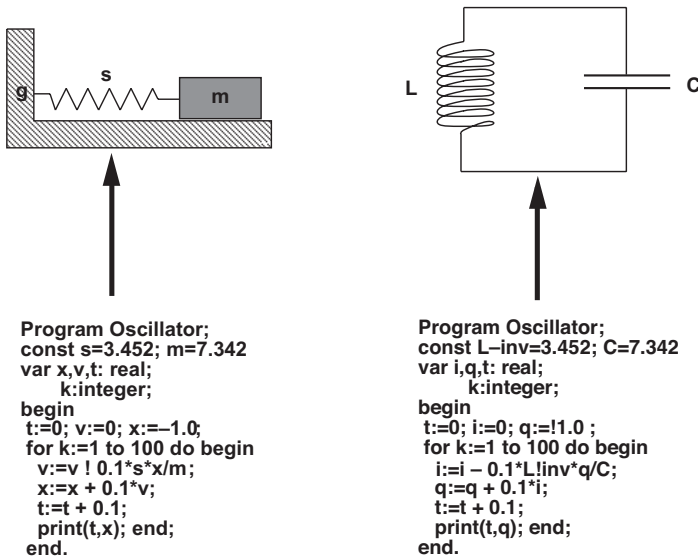 g
s
m
L
C
Program Oscillator;
const s=3.452; m=7.342
var x,v,t: real;
k:integer;
begin
t:=0; v:=0; x:=–1.0;
for k:=1 to 100 do begin
v:=v ! 0.1*s*x/m;
x:=x + 0.1*v;
t:=t + 0.1;
print(t,x); end;
end.
Program Oscillator;
const L–inv=3.452; C=7.342
var i,q,t: real;
k:integer;
begin
t:=0; i:=0; q:=!1.0 ;
for k:=1 to 100 do begin
i:=i – 0.1*L!inv*q/C;
q:=q + 0.1*i;
t:=t + 0.1;
print(t,q); end;
end.